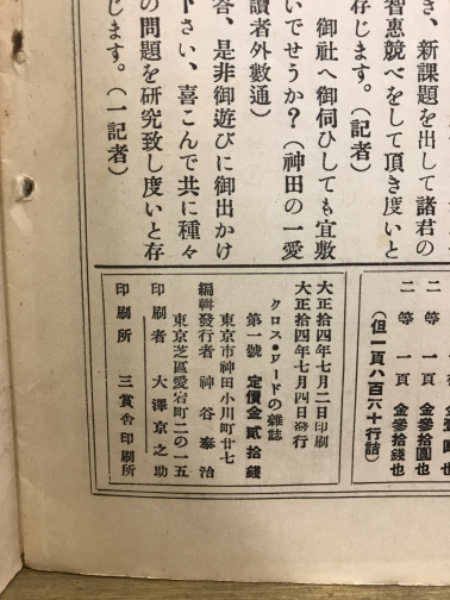 き、新課題を出して諸君の
智惠競べをして頂き度いと
存じます。（記者）
御社へ御伺ひしても宜敷
いでせうか？（神田の一愛
讀者外數通）
答、是非御遊びに御出かけ
下さい、喜こんで共に種々
の問題を研究致し度いと存
じます。（一記者）
二等 一頁 金參拾圓也
二等 一頁 金參拾錢也
（但一頁八百六十行詰）
大正拾四年七月二日印刷
大正拾四年七月四日發行
クロス・ワードの雜誌
第一號 定價金貳拾錢
東京市神田小川町廿七
編輯發行者 神谷泰治
東京芝區愛宕町二の一五
印刷者 大澤京之助
印刷所 三賞舎印刷所